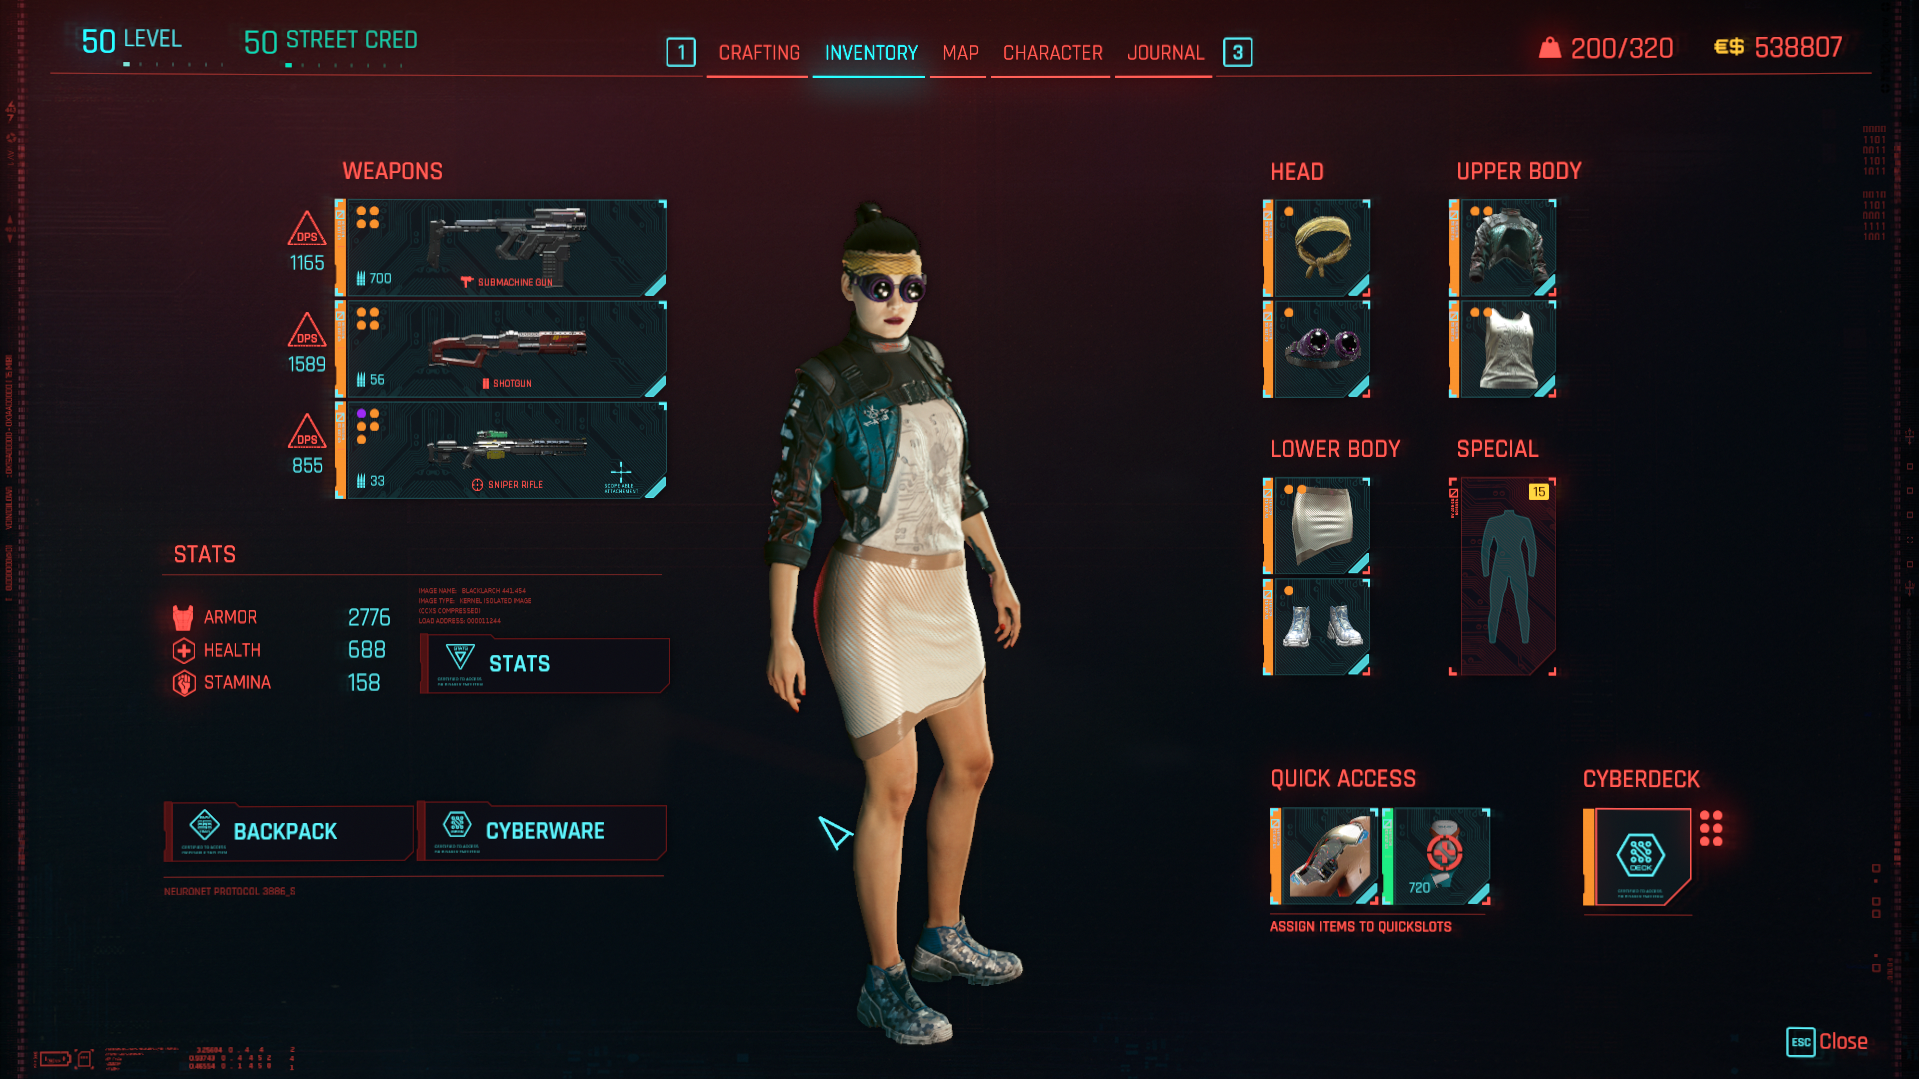 50 LEVEL
50 STREET CRED
1
CRAFTING
INVENTORY
MAP
CHARACTER
JOURNAL
3
200/320
€$ 538807
WEAPONS
DPS
1165
700
SUBMACHINE GUN
DPS
1589
56
SHOTGUN
DPS
855
33
SNIPER RIFLE
HEAD
UPPER BODY
LOWER BODY
SPECIAL
15
STATS
ARMOR 2776
HEALTH 688
STAMINA 158
STATS
BACKPACK
CYBERWARE
NEURONET PROTOCOL 3886_S
QUICK ACCESS
720
ASSIGN ITEMS TO QUICKSLOTS
CYBERDECK
DECK
ESC Close